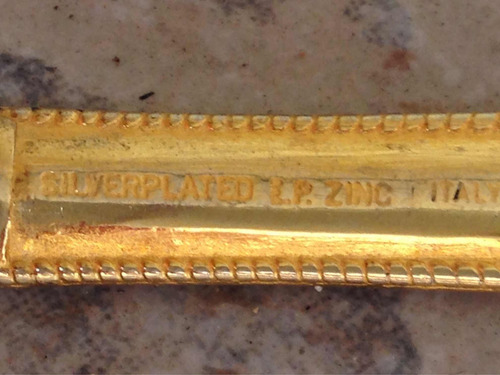 SILVERPLATED E.P. ZINC ITALY